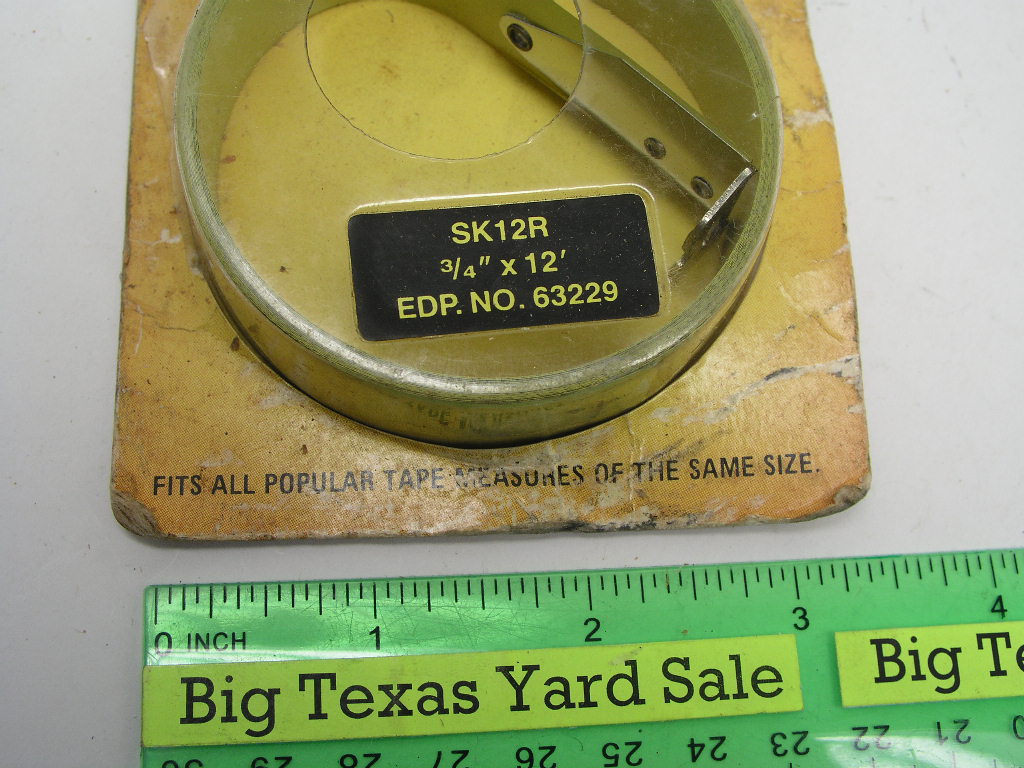 SK12R
3/4" x 12'
EDP. NO. 63229
FITS ALL POPULAR TAPE MEASURES OF THE SAME SIZE.
0 INCH 1 2 3 4
Big Texas Yard Sale
Big Te
30 29 28 27 26 25 24 23 22 21